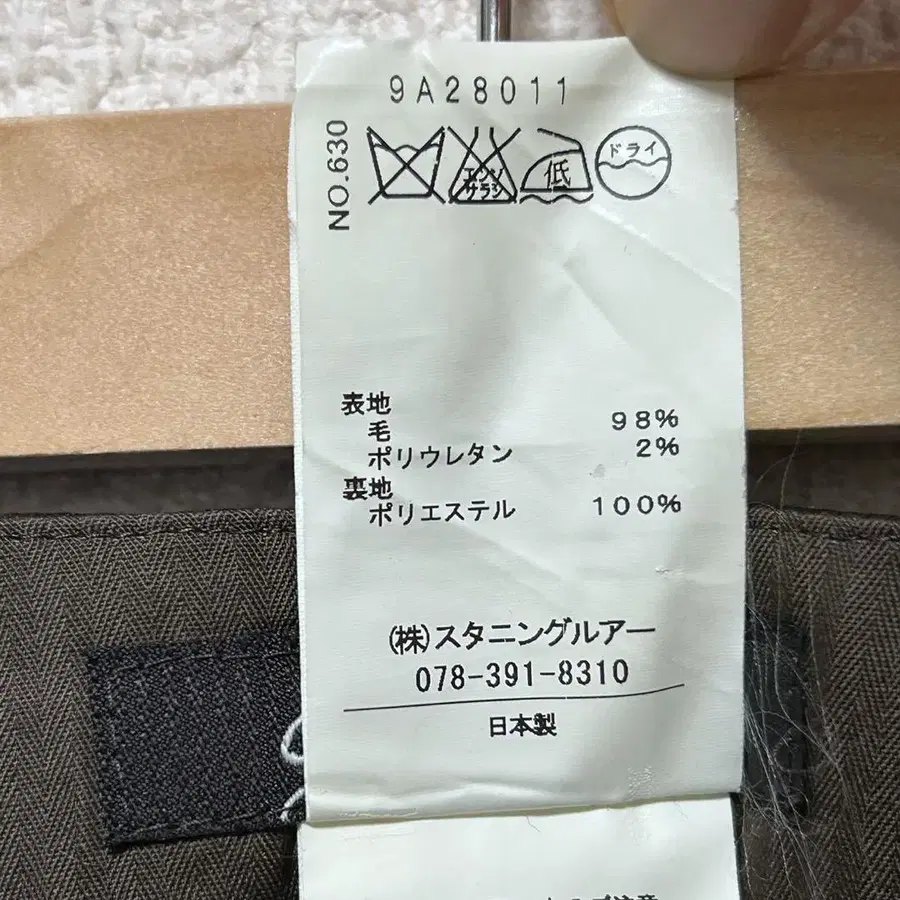 9A28011
NO.630
エンソ
サラシ
低
ドライ
表地
毛 98%
ポリウレタン 2%
裏地
ポリエステル 100%
(株)スタニングルアー
078-391-8310
日本製